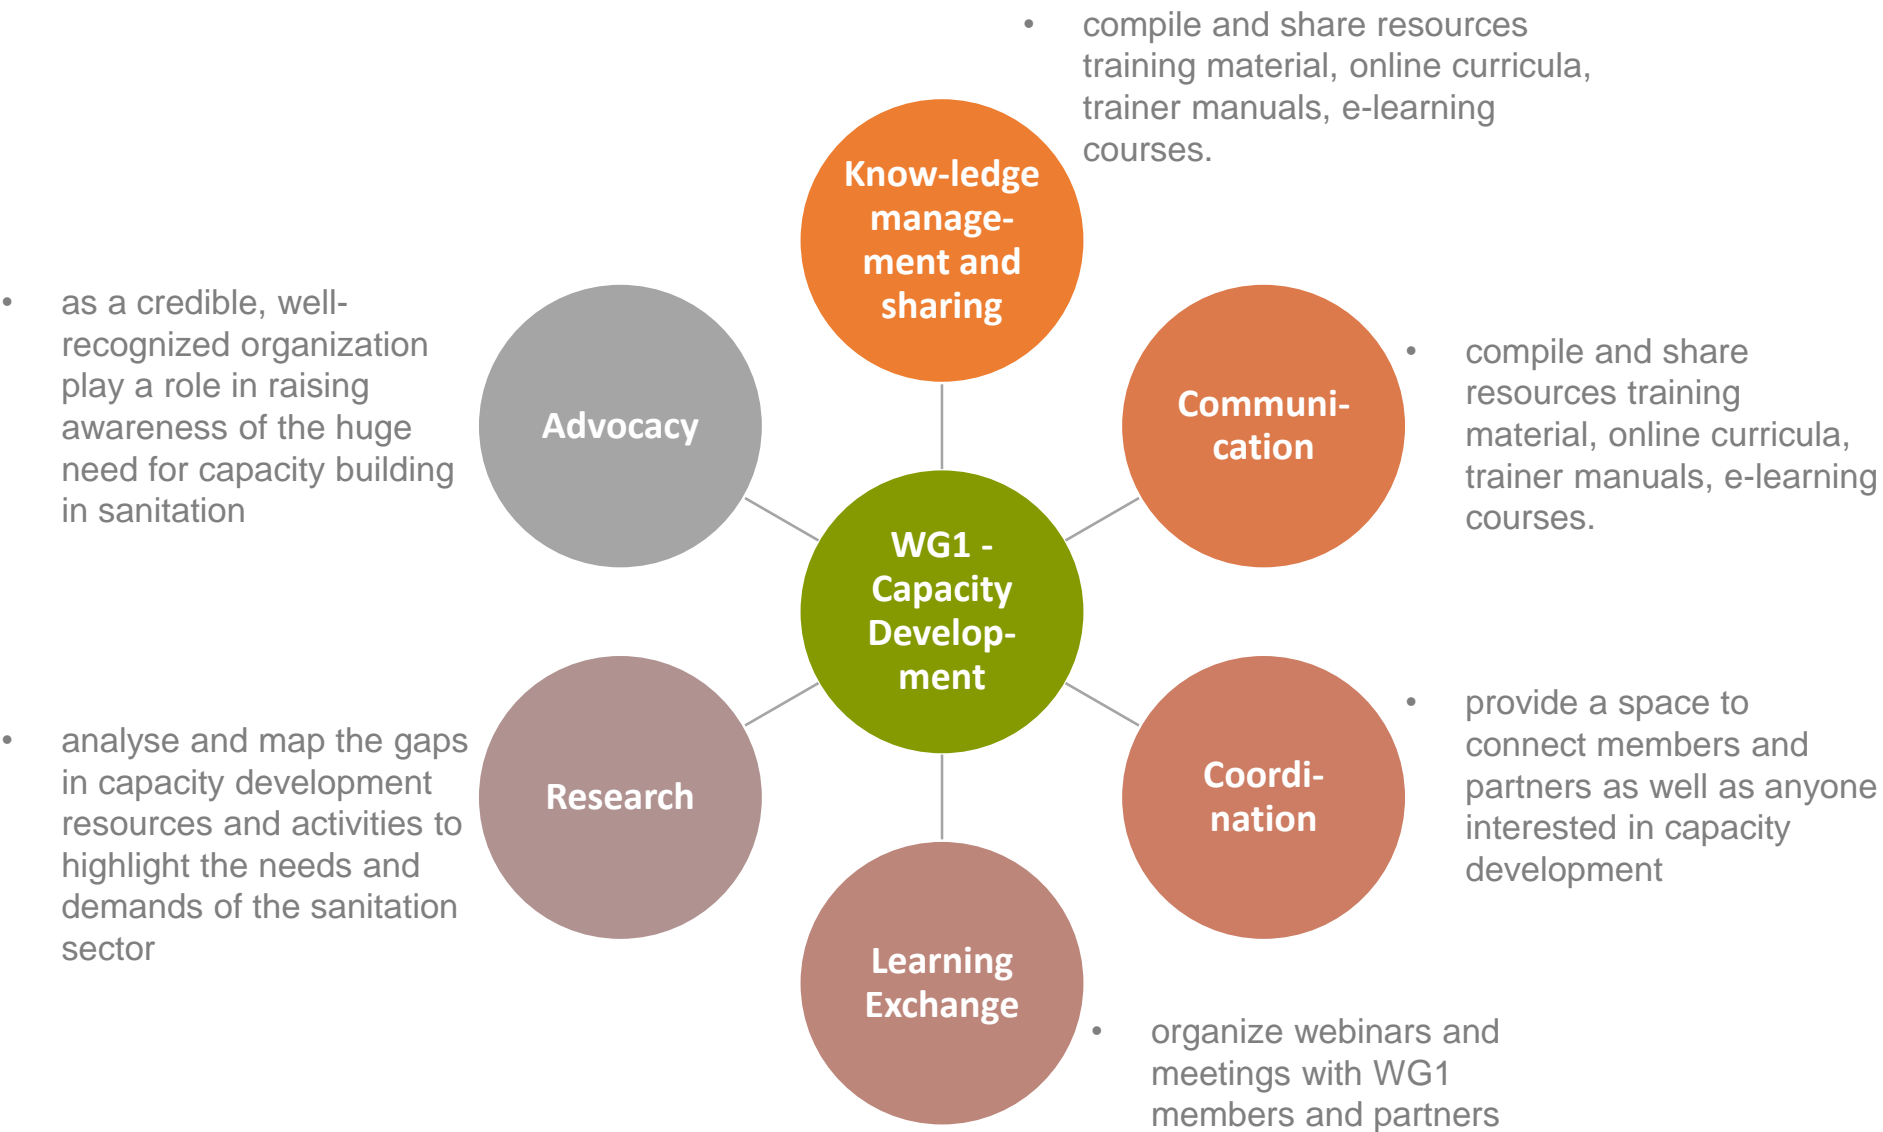 • compile and share resources
training material, online curricula,
trainer manuals, e-learning
courses.
Know-ledge
manage-
ment and
sharing
Communi-
cation
• compile and share
resources training
material, online curricula,
trainer manuals, e-learning
courses.
Coordi-
nation
• provide a space to
connect members and
partners as well as anyone
interested in capacity
development
Learning
Exchange
• organize webinars and
meetings with WG1
members and partners
Research
• analyse and map the gaps
in capacity development
resources and activities to
highlight the needs and
demands of the sanitation
sector
Advocacy
• as a credible, well-
recognized organization
play a role in raising
awareness of the huge
need for capacity building
in sanitation
WG1 -
Capacity
Develop-
ment